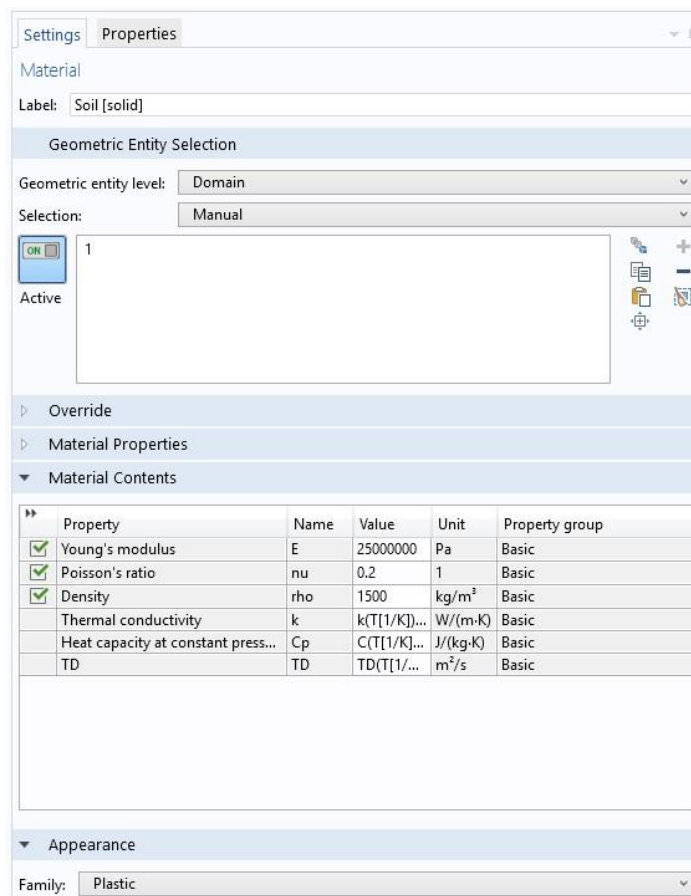 Settings Properties
Material
Label: Soil [solid]
Geometric Entity Selection
Geometric entity level: Domain
Selection: Manual
ON 1
Active
Override
Material Properties
Material Contents
Property Name Value Unit Property group
Young's modulus E 25000000 Pa Basic
Poisson's ratio nu 0.2 1 Basic
Density rho 1500 kg/m³ Basic
Thermal conductivity k k(T[1/K])... W/(m·K) Basic
Heat capacity at constant press... Cp C(T[1/K]... J/(kg·K) Basic
TD TD TD(T[1/... m²/s Basic
Appearance
Family: Plastic